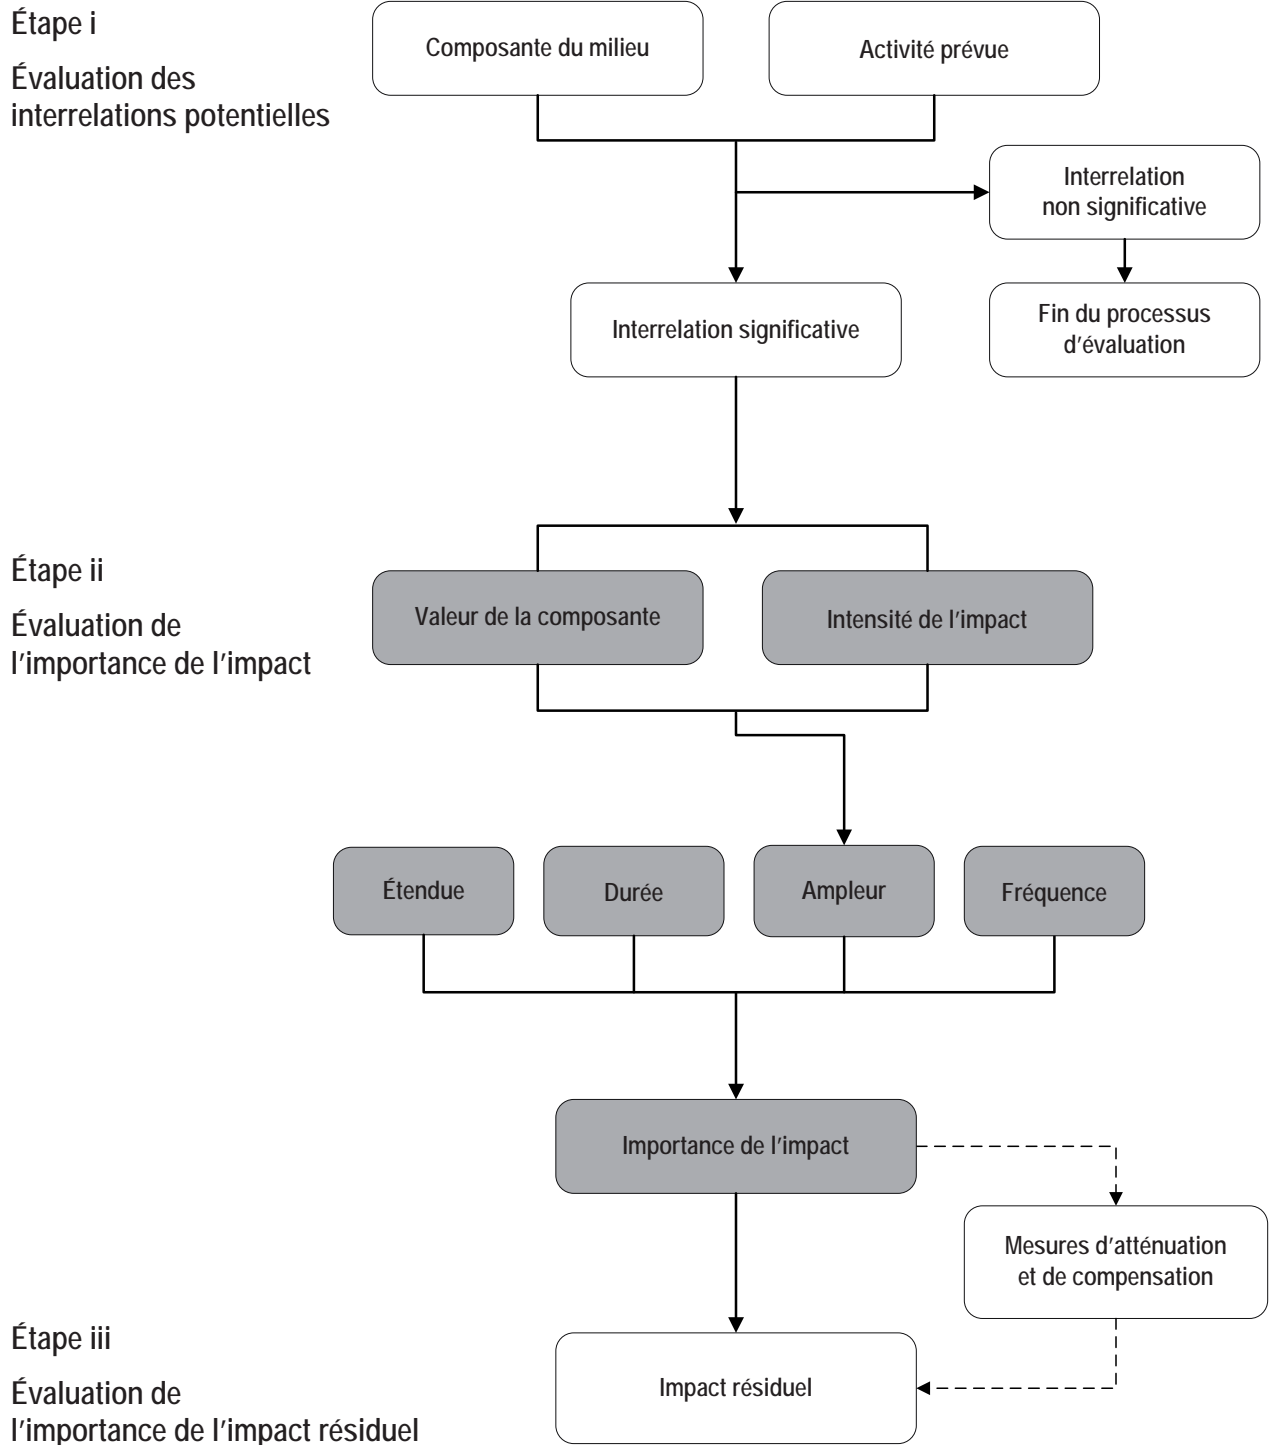 Étape i
Évaluation des
interrelations potentielles
Composante du milieu
Activité prévue
Interrelation
non significative
Interrelation significative
Fin du processus
d'évaluation
Étape ii
Évaluation de
l'importance de l'impact
Valeur de la composante
Intensité de l'impact
Étendue
Durée
Ampleur
Fréquence
Importance de l'impact
Mesures d'atténuation
et de compensation
Étape iii
Évaluation de
l'importance de l'impact résiduel
Impact résiduel